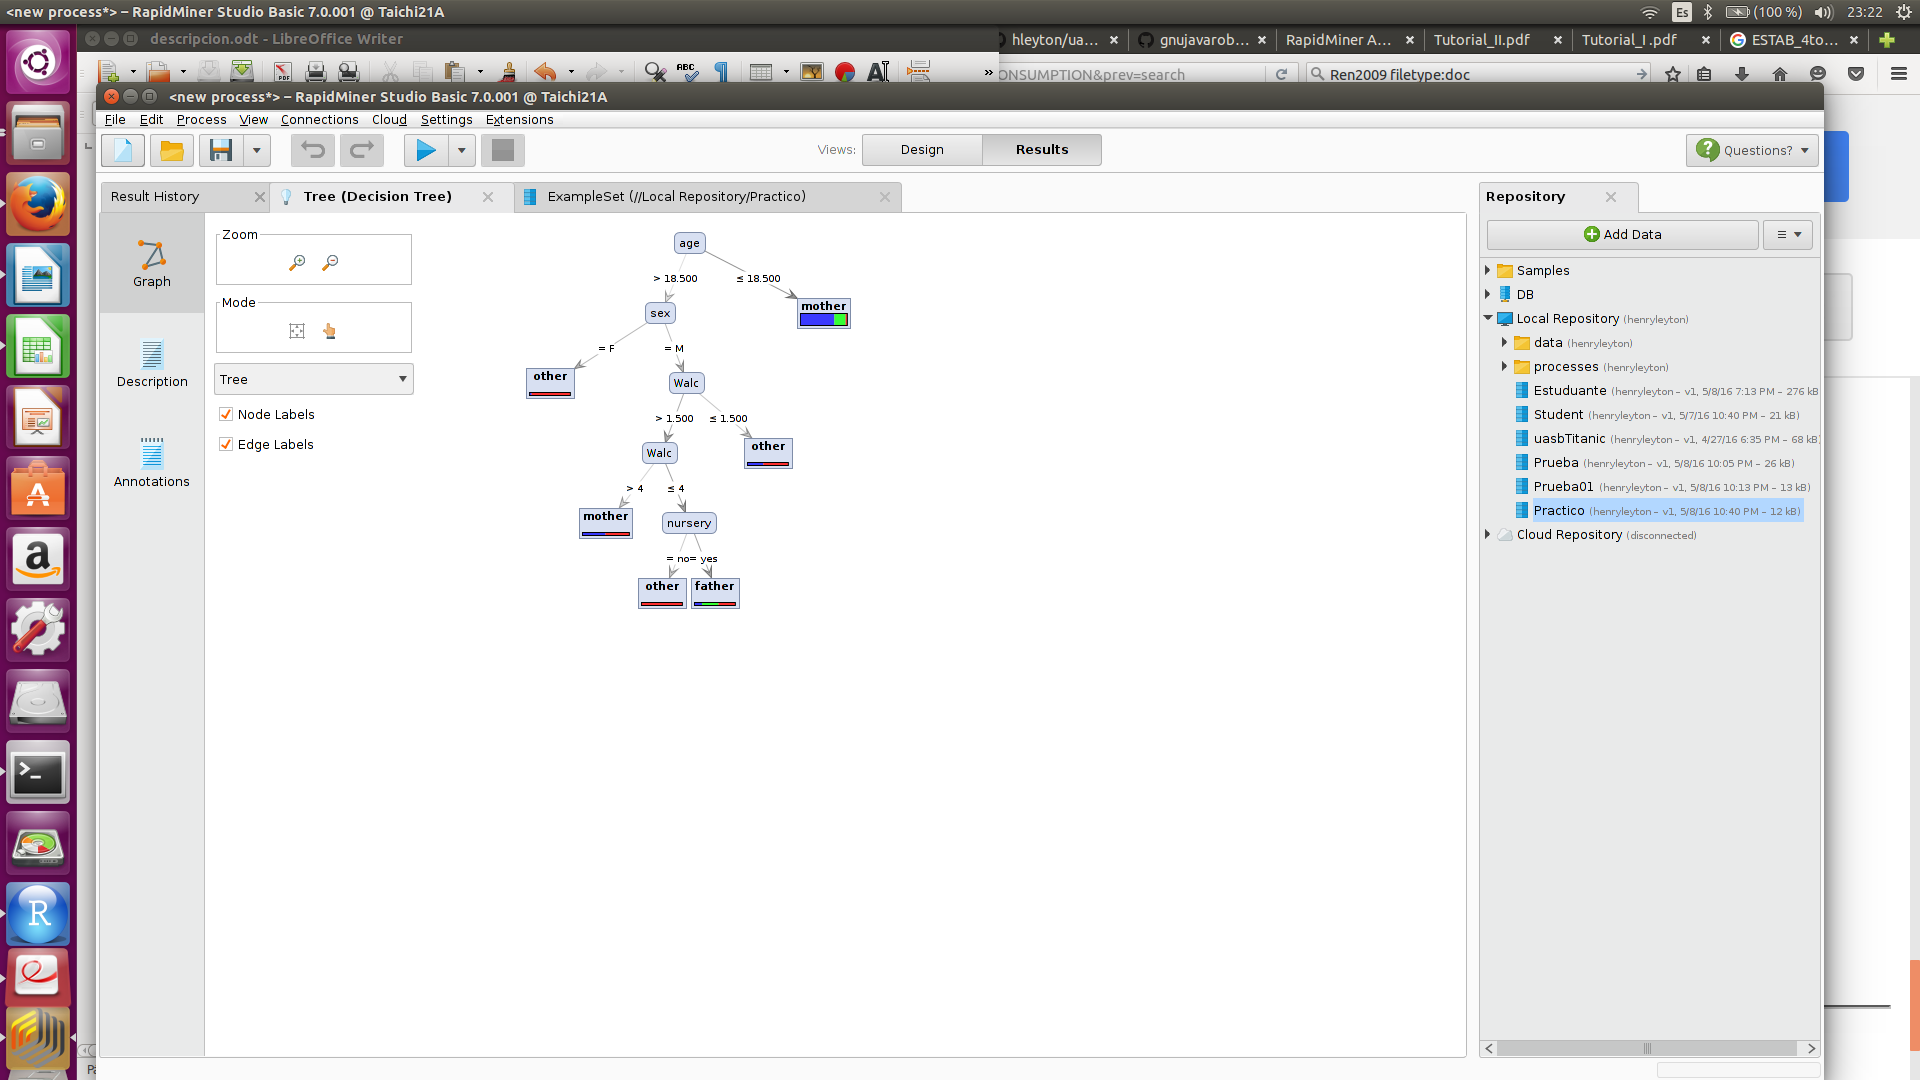 <new process*> – RapidMiner Studio Basic 7.0.001 @ Taichi21A
Es
(100 %)
23:22
descripcion.odt - LibreOffice Writer
hleyton/ua...
gnujavarob...
RapidMiner A...
Tutorial_II.pdf
Tutorial_I .pdf
ESTAB_4to...
ONSUMPTION&prev=search
Ren2009 filetype:doc
<new process*> – RapidMiner Studio Basic 7.0.001 @ Taichi21A
File Edit Process View Connections Cloud Settings Extensions
Views:
Design
Results
Questions?
Result History
Tree (Decision Tree)
ExampleSet (//Local Repository/Practico)
Repository
Graph
Description
Annotations
Zoom
Mode
Tree
Node Labels
Edge Labels
age
> 18.500
≤ 18.500
sex
mother
= F
= M
other
Walc
> 1.500
≤ 1.500
Walc
other
> 4
≤ 4
mother
nursery
= no
= yes
other
father
Add Data
Samples
DB
Local Repository (henryleyton)
data (henryleyton)
processes (henryleyton)
Estuduante (henryleyton – v1, 5/8/16 7:13 PM – 276 kB
Student (henryleyton – v1, 5/7/16 10:40 PM – 21 kB)
uasbTitanic (henryleyton – v1, 4/27/16 6:35 PM – 68 kB
Prueba (henryleyton – v1, 5/8/16 10:05 PM – 26 kB)
Prueba01 (henryleyton – v1, 5/8/16 10:13 PM – 13 kB)
Practico (henryleyton – v1, 5/8/16 10:40 PM – 12 kB)
Cloud Repository (disconnected)